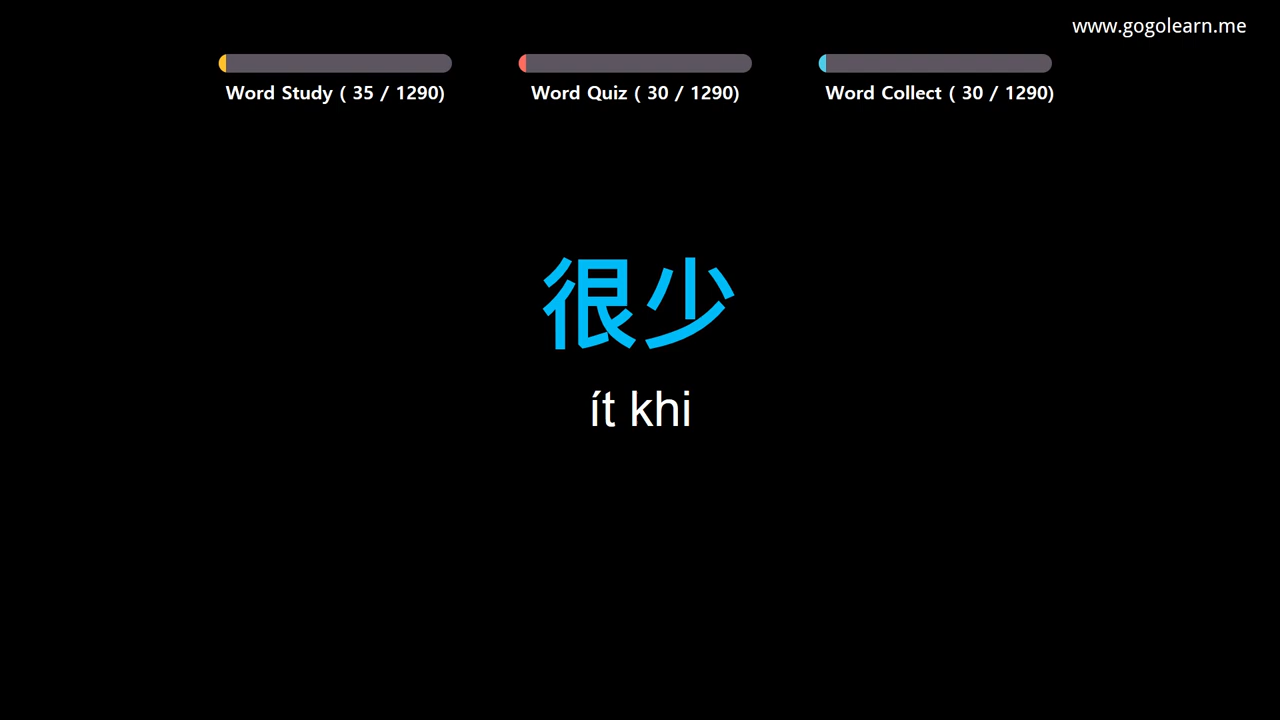 www.gogolearn.me
Word Study ( 35 / 1290)
Word Quiz ( 30 / 1290)
Word Collect ( 30 / 1290)
很少
ít khi